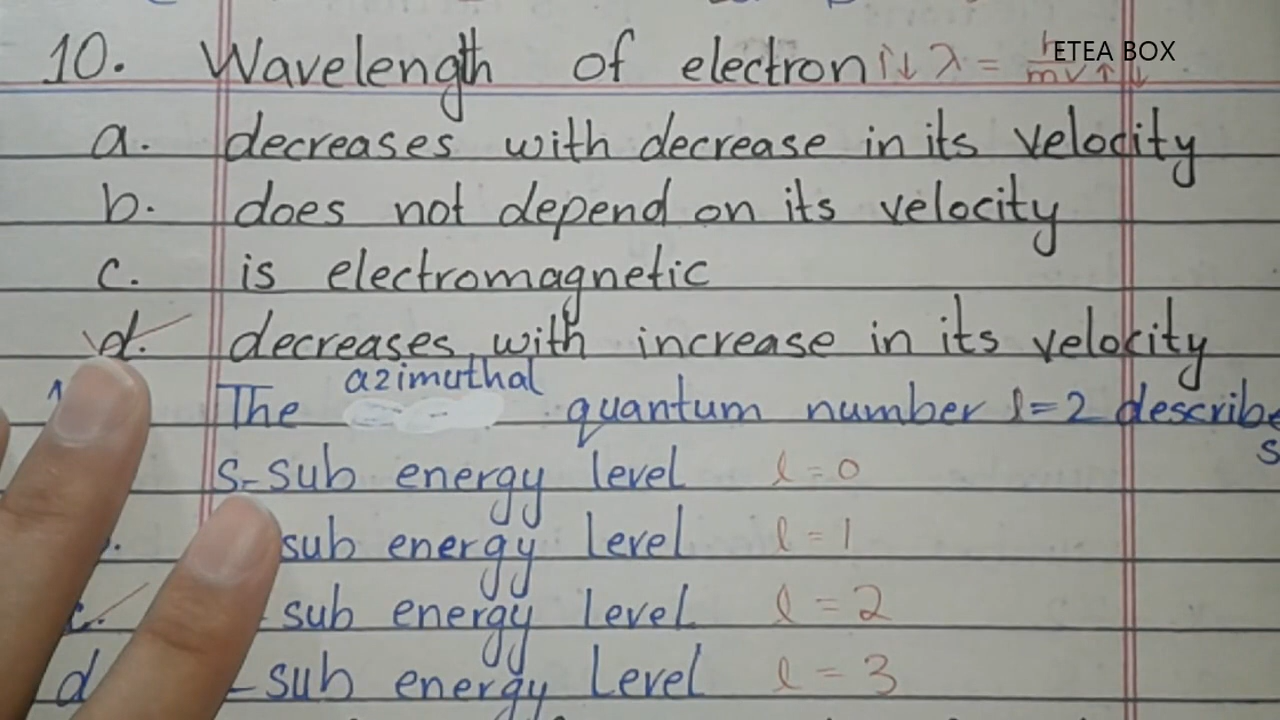 10. Wavelength of electron ↑↓ λ = h/mv↑↓ ETEA BOX
a. decreases with decrease in its velocity
b. does not depend on its velocity
c. is electromagnetic
d. decreases with increase in its velocity
azimuthal
The quantum number l=2 describe
s
S-sub energy level l=0
sub energy level l=1
c. sub energy level l=2
d -sub energy level l=3